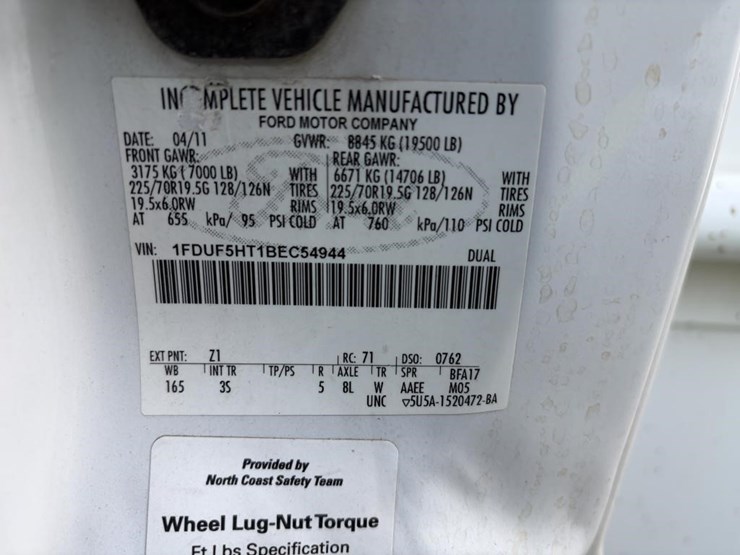 IN MPLETE VEHICLE MANUFACTURED BY
FORD MOTOR COMPANY
DATE: 04/11 GVWR: 8845 KG (19500 LB)
FRONT GAWR: REAR GAWR:
3175 KG ( 7000 LB) WITH 6671 KG (14706 LB) WITH
225/70R19.5G 128/126N TIRES 225/70R19.5G 128/126N TIRES
19.5x6.0RW RIMS 19.5x6.0RW RIMS
AT 655 kPa/ 95 PSI COLD AT 760 kPa/110 PSI COLD
VIN: 1FDUF5HT1BEC54944 DUAL
EXT PNT: Z1 RC: 71 DSO: 0762
WB INT TR TP/PS R AXLE TR SPR BFA17
165 3S 5 8L W AAEE M05
UNC ▽5U5A-1520472-BA
Provided by
North Coast Safety Team
Wheel Lug-Nut Torque
Ft Lbs Specification